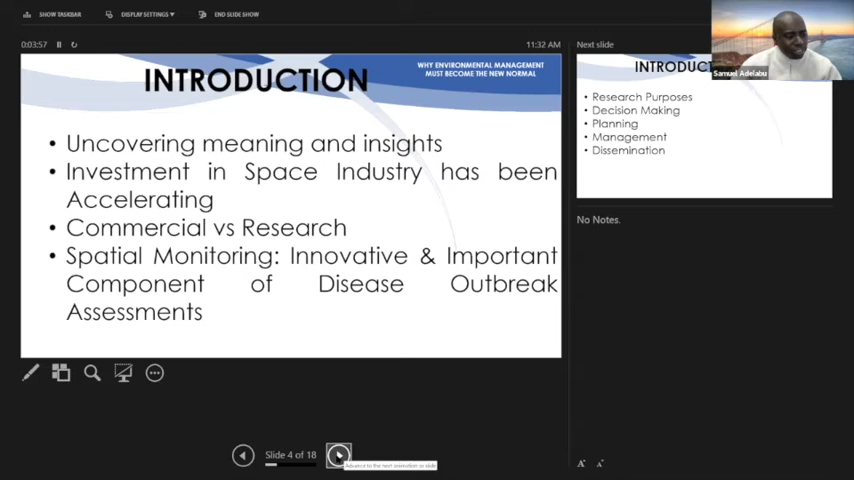 SHOW TASKBAR DISPLAY SETTINGS ▾ END SLIDE SHOW
0:03:57 11:32 AM
INTRODUCTION
WHY ENVIRONMENTAL MANAGEMENT
MUST BECOME THE NEW NORMAL
• Uncovering meaning and insights
• Investment in Space Industry has been
Accelerating
• Commercial vs Research
• Spatial Monitoring: Innovative & Important
Component of Disease Outbreak
Assessments
Slide 4 of 18
Advance to the next animation or slide
Next slide
INTRODUCT
• Research Purposes
• Decision Making
• Planning
• Management
• Dissemination
No Notes.
Samuel Adelabu
A A